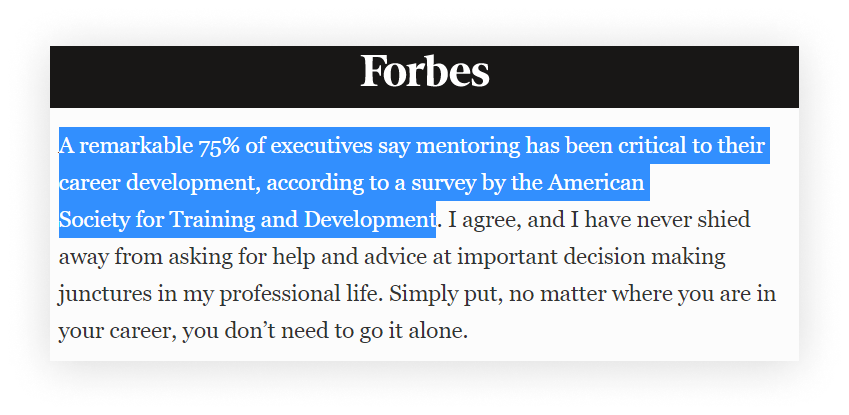 Forbes
A remarkable 75% of executives say mentoring has been critical to their
career development, according to a survey by the American
Society for Training and Development. I agree, and I have never shied
away from asking for help and advice at important decision making
junctures in my professional life. Simply put, no matter where you are in
your career, you don’t need to go it alone.